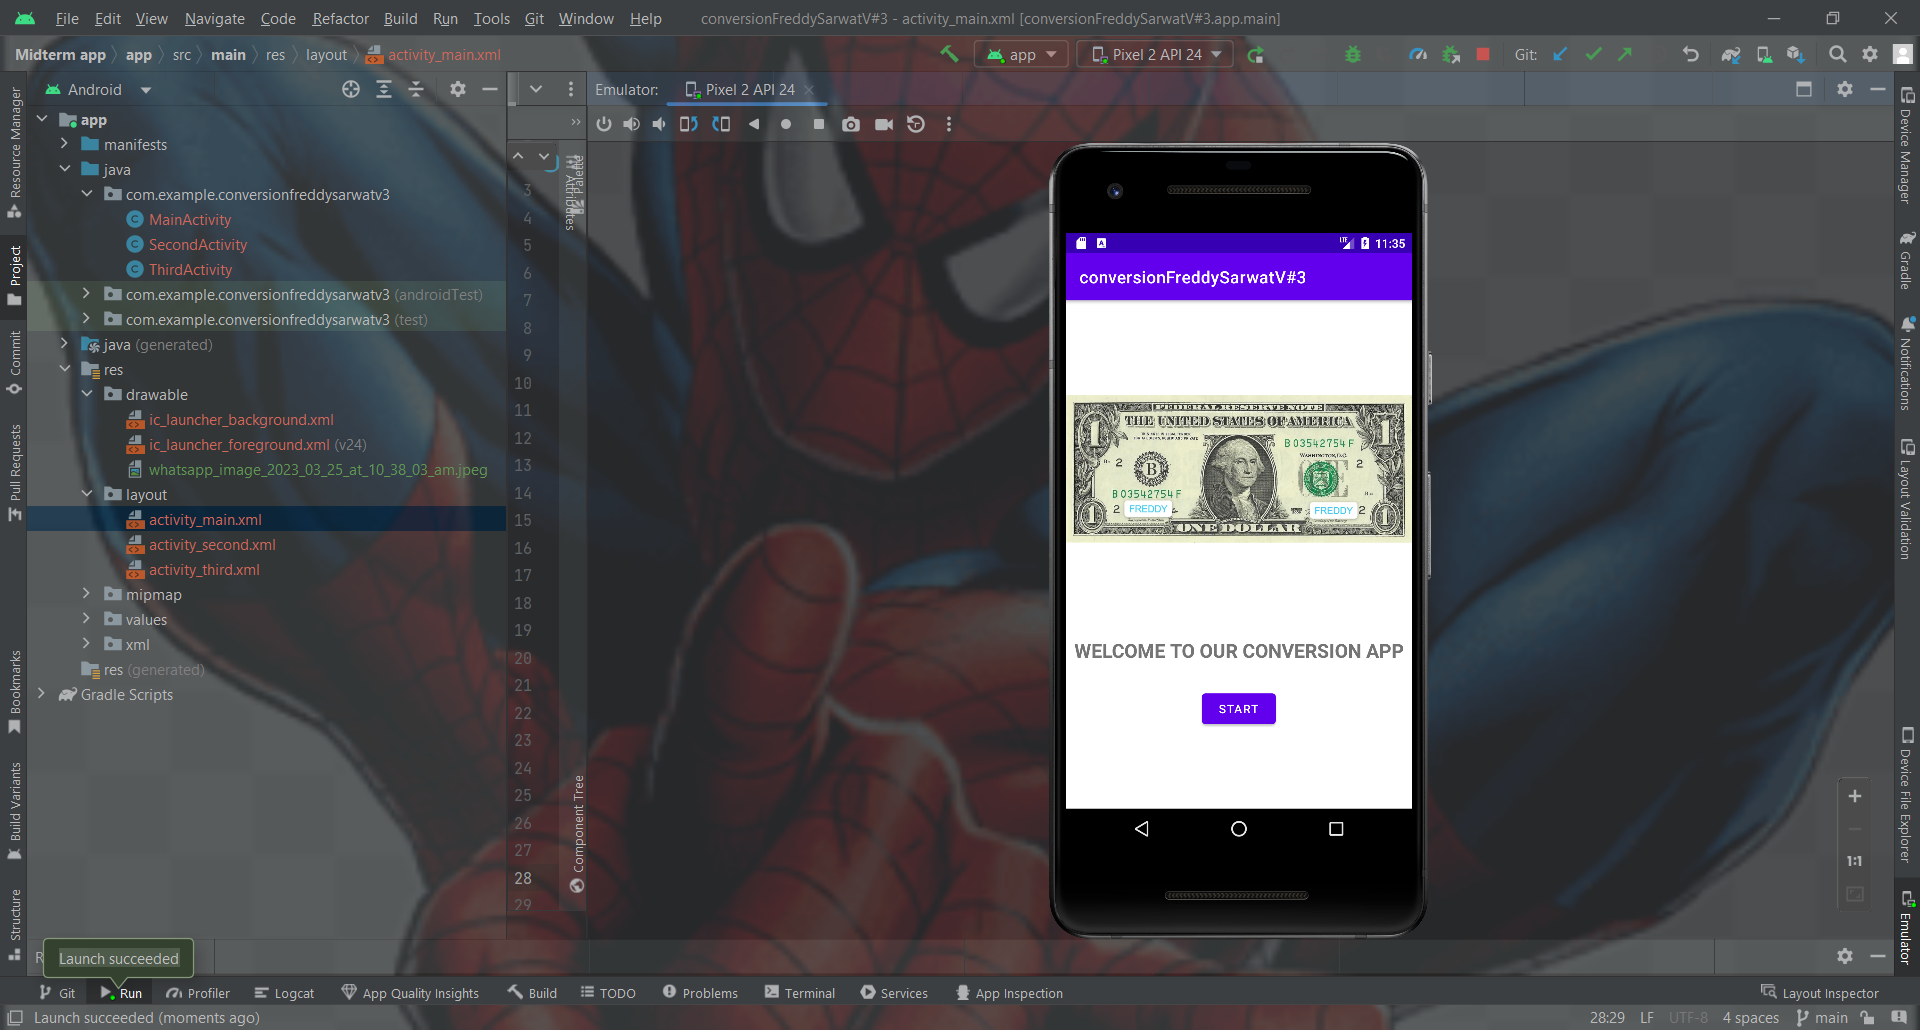 File Edit View Navigate Code Refactor Build Run Tools Git Window Help conversionFreddySarwatV#3 - activity_main.xml [conversionFreddySarwatV#3.app.main]
Midterm app app src main res layout activity_main.xml app Pixel 2 API 24 Git:
Android Emulator: Pixel 2 API 24
app
manifests
java
com.example.conversionfreddysarwatv3
MainActivity
SecondActivity
ThirdActivity
com.example.conversionfreddysarwatv3 (androidTest)
com.example.conversionfreddysarwatv3 (test)
java (generated)
res
drawable
ic_launcher_background.xml
ic_launcher_foreground.xml (v24)
whatsapp_image_2023_03_25_at_10_38_03_am.jpeg
layout
activity_main.xml
activity_second.xml
activity_third.xml
mipmap
values
xml
res (generated)
Gradle Scripts
Resource Manager
Project
Commit
Pull Requests
Bookmarks
Build Variants
Structure
3
4
5
6
7
8
9
10
11
12
13
14
15
16
17
18
19
20
21
22
23
24
25
26
27
28
29
Palette
Attributes
Component Tree
LTE 11:35
conversionFreddySarwatV#3
FEDERAL RESERVE NOTE
THE UNITED STATES OF AMERICA
B 03542754 F
WASHINGTON, D.C.
2 B 2
B 03542754 F
2 FREDDY FREDDY 2
ONE DOLLAR
1 1 1 1
WELCOME TO OUR CONVERSION APP
START
1:1
Device Manager
Gradle
Notifications
Layout Validation
Device File Explorer
Emulator
R
Launch succeeded
Git Run Profiler Logcat App Quality Insights Build TODO Problems Terminal Services App Inspection Layout Inspector
Launch succeeded (moments ago) 28:29 LF UTF-8 4 spaces main